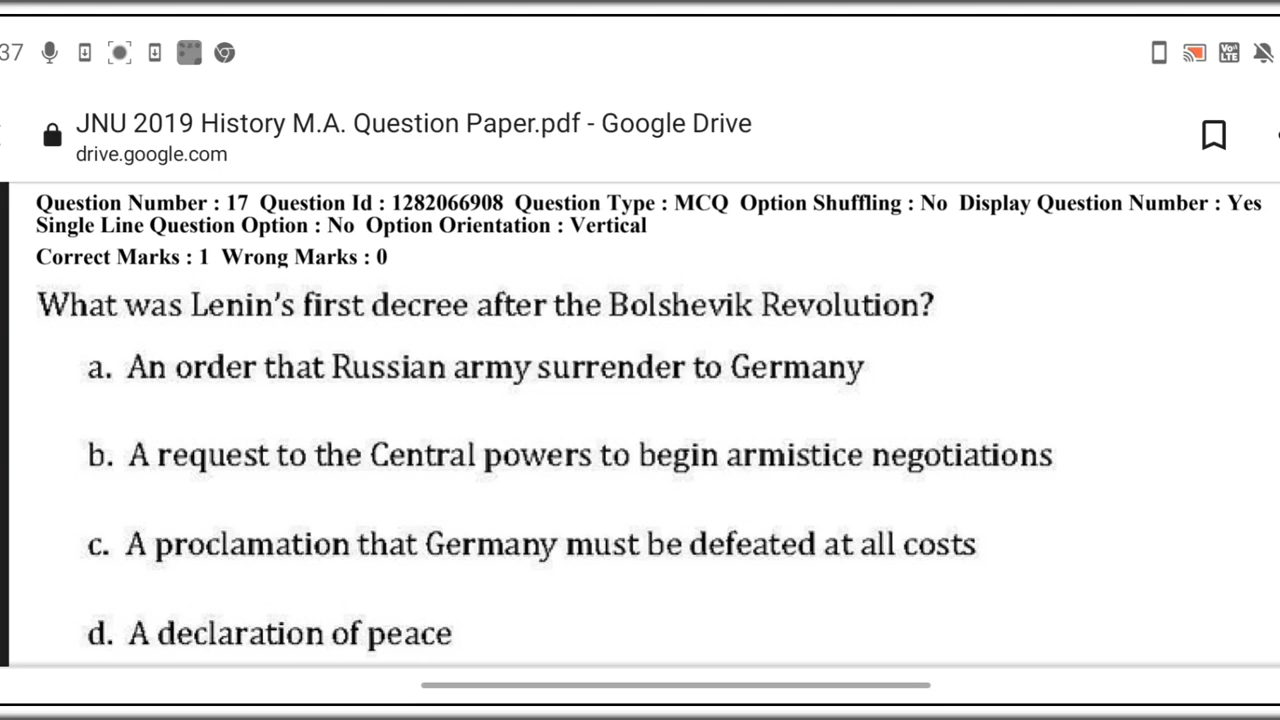 37
Vo LTE
JNU 2019 History M.A. Question Paper.pdf - Google Drive
drive.google.com
Question Number : 17 Question Id : 1282066908 Question Type : MCQ Option Shuffling : No Display Question Number : Yes
Single Line Question Option : No Option Orientation : Vertical
Correct Marks : 1 Wrong Marks : 0
What was Lenin's first decree after the Bolshevik Revolution?
a. An order that Russian army surrender to Germany
b. A request to the Central powers to begin armistice negotiations
c. A proclamation that Germany must be defeated at all costs
d. A declaration of peace